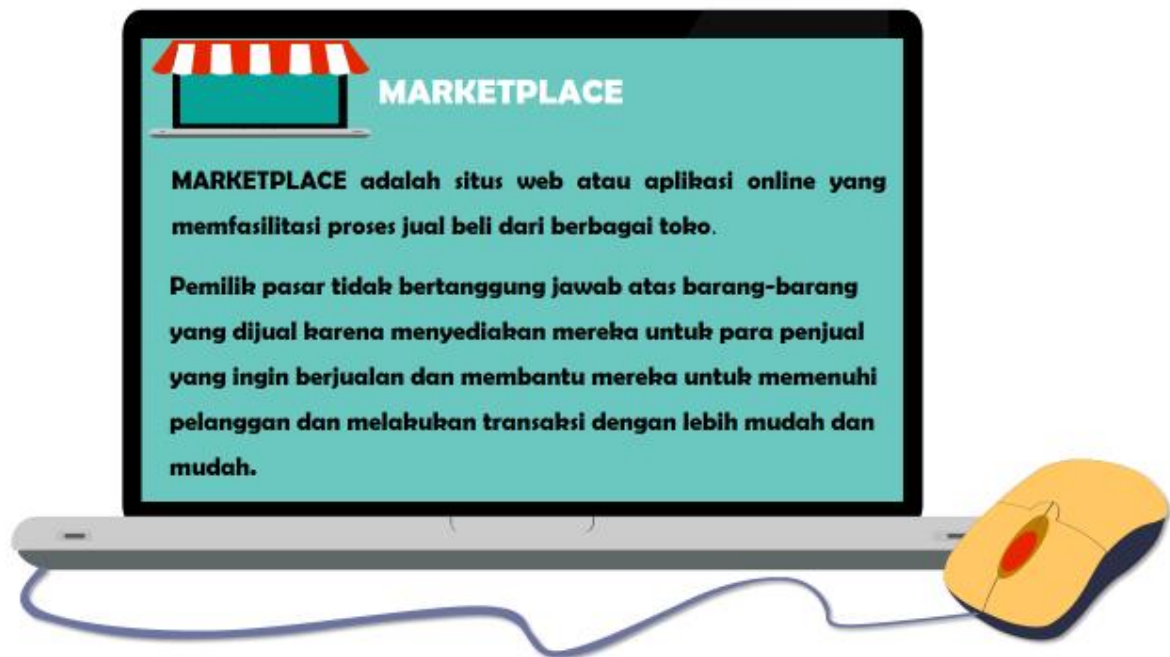 MARKETPLACE
MARKETPLACE adalah situs web atau aplikasi online yang
memfasilitasi proses jual beli dari berbagai toko.
Pemilik pasar tidak bertanggung jawab atas barang-barang
yang dijual karena menyediakan mereka untuk para penjual
yang ingin berjualan dan membantu mereka untuk memenuhi
pelanggan dan melakukan transaksi dengan lebih mudah dan
mudah.